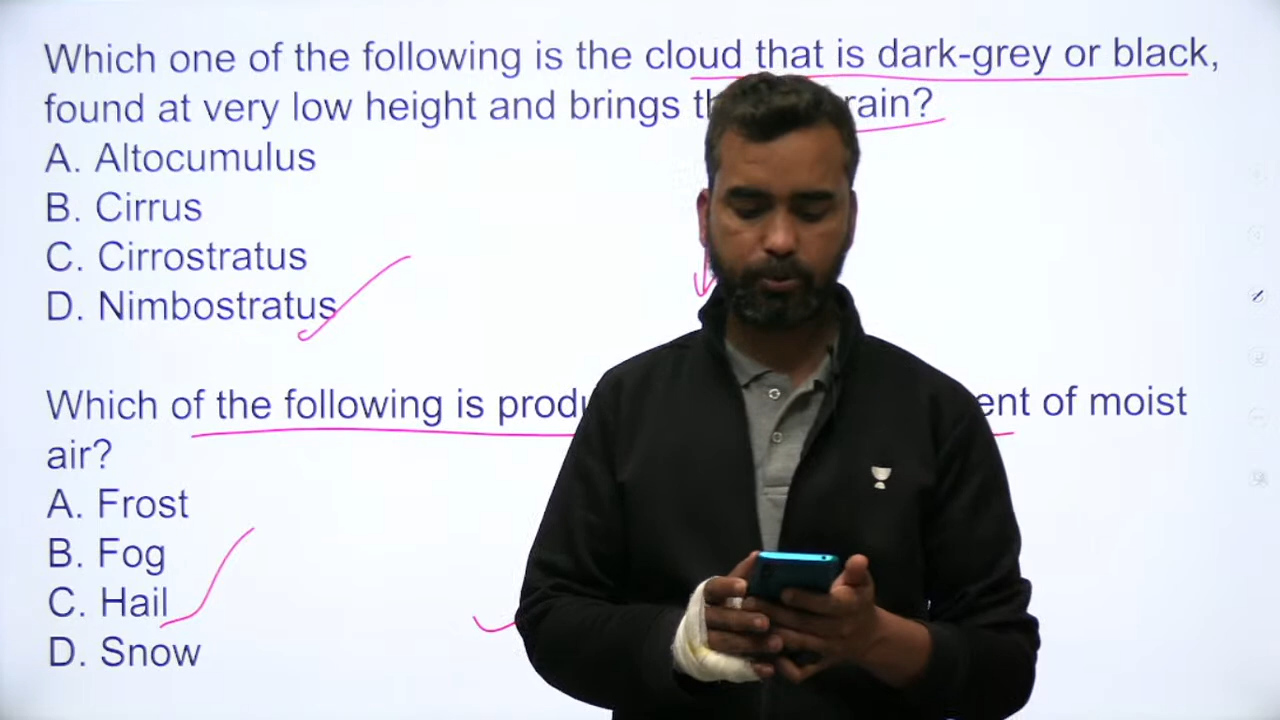 Which one of the following is the cloud that is dark-grey or black,
found at very low height and brings rain?
A. Altocumulus
B. Cirrus
C. Cirrostratus
D. Nimbostratus
Which of the following is of moist
air?
A. Frost
B. Fog
C. Hail
D. Snow